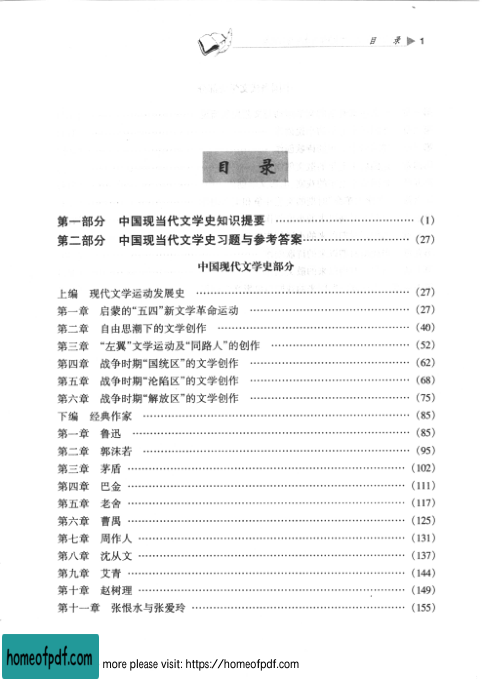 目 录 ▶ 1
目 录
第一部分 中国现当代文学史知识提要 …………………………… (1)
第二部分 中国现当代文学史习题与参考答案…………………… (27)
中国现代文学史部分
上编 现代文学运动发展史 …………………………………… (27)
第一章 启蒙的“五四”新文学革命运动 ……………………… (27)
第二章 自由思潮下的文学创作 ……………………………… (40)
第三章 “左翼”文学运动及“同路人”的创作 ………………… (52)
第四章 战争时期“国统区”的文学创作 ……………………… (62)
第五章 战争时期“沦陷区”的文学创作 ……………………… (68)
第六章 战争时期“解放区”的文学创作 ……………………… (75)
下编 经典作家 ………………………………………………… (85)
第一章 鲁迅 …………………………………………………… (85)
第二章 郭沫若 ………………………………………………… (95)
第三章 茅盾 …………………………………………………… (102)
第四章 巴金 …………………………………………………… (111)
第五章 老舍 …………………………………………………… (117)
第六章 曹禺 …………………………………………………… (125)
第七章 周作人 ………………………………………………… (131)
第八章 沈从文 ………………………………………………… (137)
第九章 艾青 …………………………………………………… (144)
第十章 赵树理 ………………………………………………… (149)
第十一章 张恨水与张爱玲 …………………………………… (155)
homeofpdf.com more please visit: https://homeofpdf.com